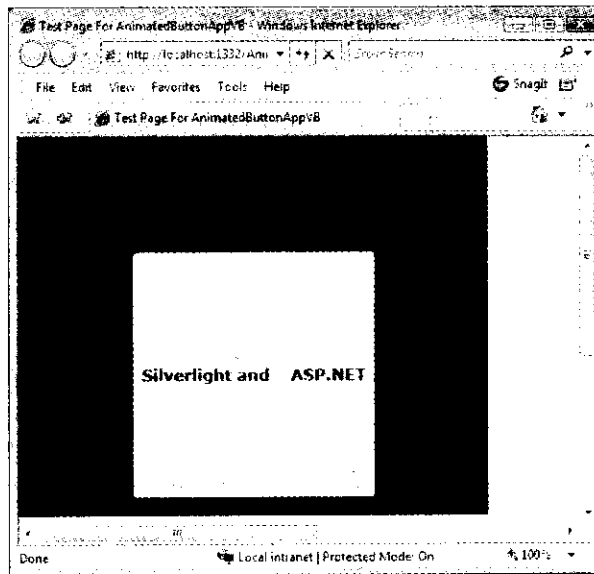 Test Page For AnimatedButtonAppVB - Windows Internet Explorer
http://localhost:1332/Ani
File Edit View Favorites Tools Help
Snagit
Test Page For AnimatedButtonAppVB
Silverlight and ASP.NET
Done
Local intranet | Protected Mode: On
100%